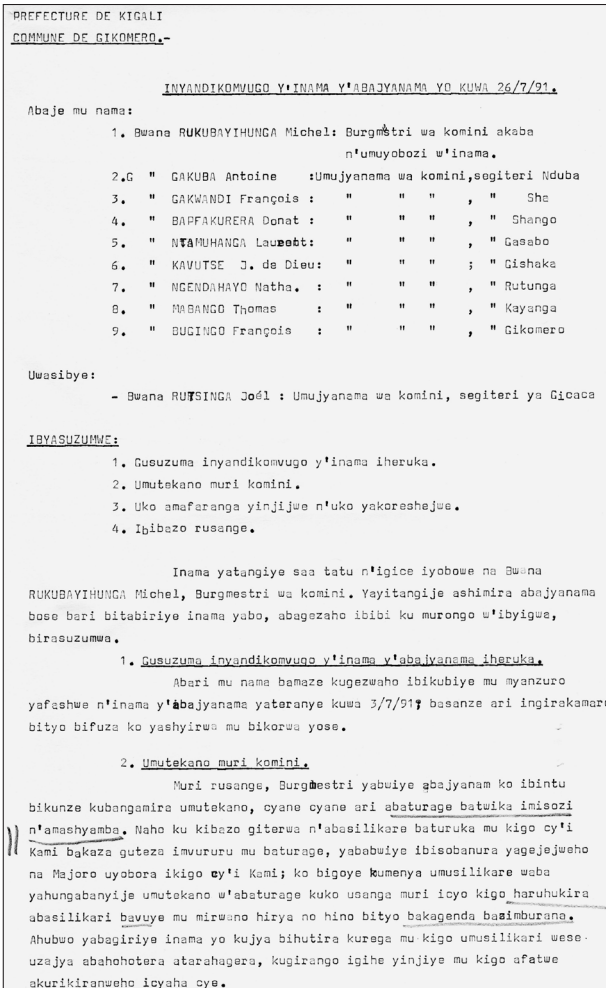 PREFECTURE DE KIGALI
COMMUNE DE GIKOMERO.-
INYANDIKOMVUGO Y'INAMA Y'ABAJYANAMA YO KUWA 26/7/91.
Abaje mu nama:
1. Bwana RUKUBAYIHUNGA Michel: Burgmstri wa komini akaba
n'umuyobozi w'inama.
2.G " GAKUBA Antoine :Umujyanama wa komini,segiteri Nduba
3. " GAKWANDI François : " " " , " Sha
4. " BAPFAKURERA Donat : " " " , " Shango
5. " NTAMUHANGA Laurent: " " " , " Gasabo
6. " KAVUTSE J. de Dieu: " " " ; " Gishaka
7. " NGENDAHAYO Natha. : " " " , " Rutunga
8. " MABANGO Thomas : " " " , " Kayanga
9. " BUGINGO François : " " " , " Gikomero
Uwasibye:
- Bwana RUTSINGA Joél : Umujyanama wa komini, segiteri ya Gicaca
IBYASUZUMWE:
1. Gusuzuma inyandikomvugo y'inama iheruka.
2. Umutekano muri komini.
3. Uko amafaranga yinjijwe n'uko yakoreshejwe.
4. Ibibazo rusange.
Inama yatangiye saa tatu n'igice iyobowe na Bwana
RUKUBAYIHUNGA Michel, Burgmestri wa komini. Yayitangije ashimira abajyanama
bose bari bitabiriye inama yabo, abagezaho ibibi ku murongo w'ibyigwa,
birasuzumwa.
1. Gusuzuma inyandikomvugo y'inama y'abajyanama iheruka.
Abari mu nama bamaze kugezwaho ibikubiye mu myanzuro
yafashwe n'inama y'abajyanama yateranye kuwa 3/7/91, basanze ari ingirakamaro
bityo bifuza ko yashyirwa mu bikorwa yose.
2. Umutekano muri komini.
Muri rusange, Burgmestri yabwiye abajyanam ko ibintu
bikunze kubangamira umutekano, cyane cyane ari abaturage batwika imisozi
n'amashyamba. Naho ku kibazo giterwa n'abasilikare baturuka mu kigo cy'i
Kami bakaza guteza imvururu mu baturage, yababwiye ibisobanura yagejejweho
na Majoro uyobora ikigo cy'i Kami; ko bigoye kumenya umusilikare waba
yahungabanyije umutekano w'abaturage kuko usanga muri icyo kigo haruhukira
abasilikari bavuye mu mirwano hirya no hino bityo bakagenda basimburana.
Ahubwo yabagiriye inama yo kujya bihutira kurega mu kigo umusilikari wese
uzajya abahohotera atarahagera, kugirango igihe yinjiye mu kigo afatwe
akurikiranweho icyaha cye.